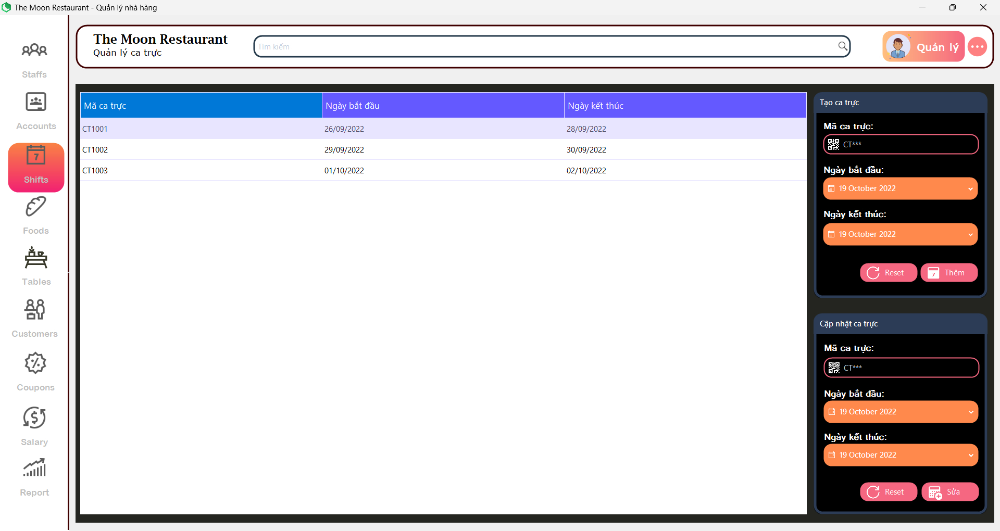 The Moon Restaurant - Quản lý nhà hàng
The Moon Restaurant
Quản lý ca trực
Tìm kiếm
Quản lý
Staffs
Accounts
7
Shifts
Foods
Tables
Customers
Coupons
Salary
Report
Mã ca trực Ngày bắt đầu Ngày kết thúc
CT1001 26/09/2022 28/09/2022
CT1002 29/09/2022 30/09/2022
CT1003 01/10/2022 02/10/2022
Tạo ca trực
Mã ca trực:
CT***
Ngày bắt đầu:
19 October 2022
Ngày kết thúc:
19 October 2022
Reset 7 Thêm
Cập nhật ca trực
Mã ca trực:
CT***
Ngày bắt đầu:
19 October 2022
Ngày kết thúc:
19 October 2022
Reset Sửa